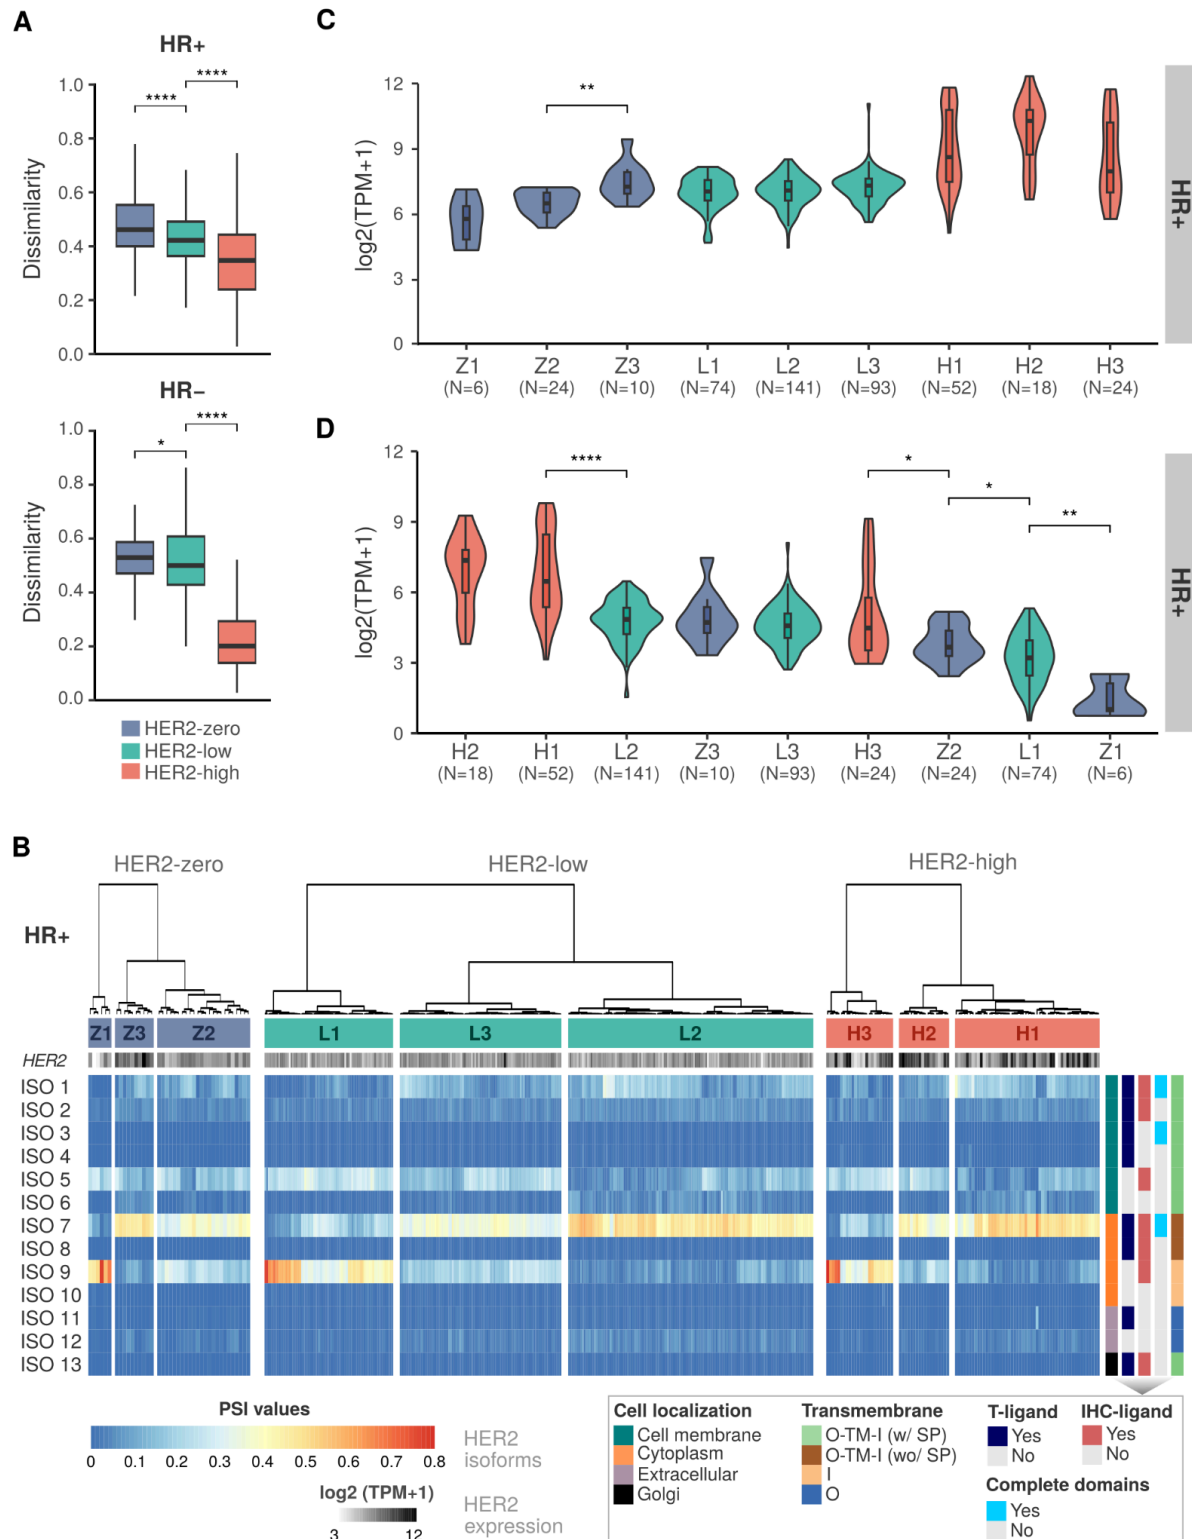 A
HR+
Dissimilarity
1.0
0.8
0.6
0.4
0.2
0.0
****
****
HR−
Dissimilarity
1.0
0.8
0.6
0.4
0.2
0.0
*
****
HER2-zero
HER2-low
HER2-high
C
log2(TPM+1)
12
9
6
3
0
**
Z1 Z2 Z3 L1 L2 L3 H1 H2 H3
(N=6) (N=24) (N=10) (N=74) (N=141) (N=93) (N=52) (N=18) (N=24)
HR+
D
log2(TPM+1)
12
9
6
3
0
****
*
*
**
H2 H1 L2 Z3 L3 H3 Z2 L1 Z1
(N=18) (N=52) (N=141) (N=10) (N=93) (N=24) (N=24) (N=74) (N=6)
HR+
B
HER2-zero HER2-low HER2-high
HR+
Z1 Z3 Z2 L1 L3 L2 H3 H2 H1
HER2
ISO 1
ISO 2
ISO 3
ISO 4
ISO 5
ISO 6
ISO 7
ISO 8
ISO 9
ISO 10
ISO 11
ISO 12
ISO 13
PSI values
0 0.1 0.2 0.3 0.4 0.5 0.6 0.7 0.8
HER2
isoforms
log2 (TPM+1)
3 12
HER2
expression
Cell localization
Cell membrane
Cytoplasm
Extracellular
Golgi
Transmembrane
O-TM-I (w/ SP)
O-TM-I (wo/ SP)
I
O
T-ligand
Yes
No
IHC-ligand
Yes
No
Complete domains
Yes
No